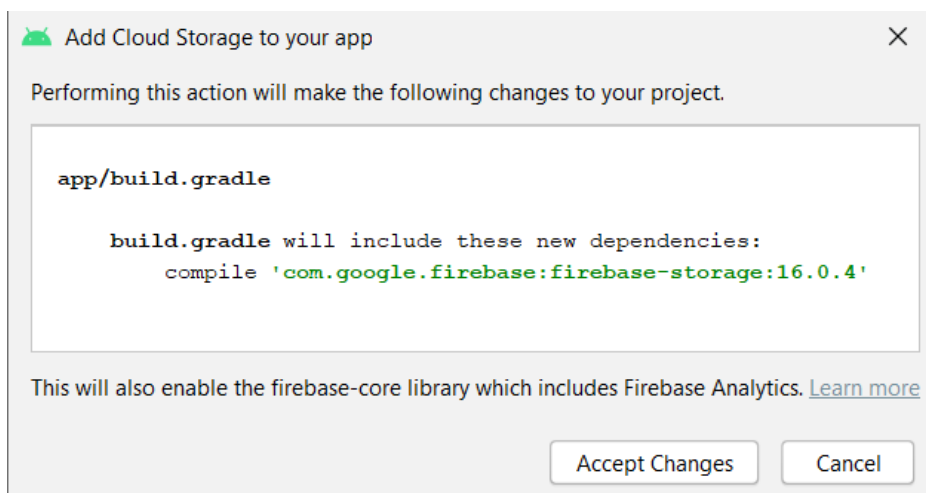 Add Cloud Storage to your app
Performing this action will make the following changes to your project.
app/build.gradle
build.gradle will include these new dependencies:
compile 'com.google.firebase:firebase-storage:16.0.4'
This will also enable the firebase-core library which includes Firebase Analytics. Learn more
Accept Changes Cancel